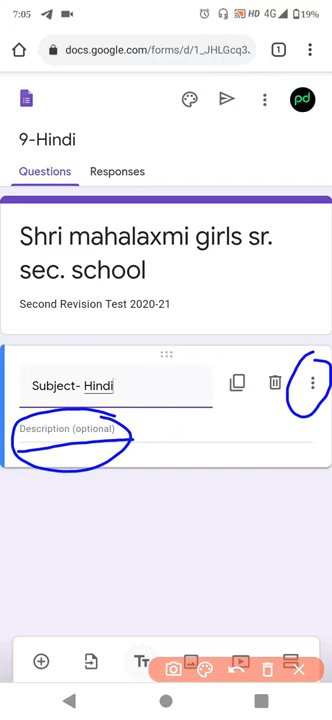 7:05 HD 4G 19%
docs.google.com/forms/d/1_JHLGcq3 1
pd
9-Hindi
Questions Responses
Shri mahalaxmi girls sr.
sec. school
Second Revision Test 2020-21
Subject- Hindi
Description (optional)
Tt